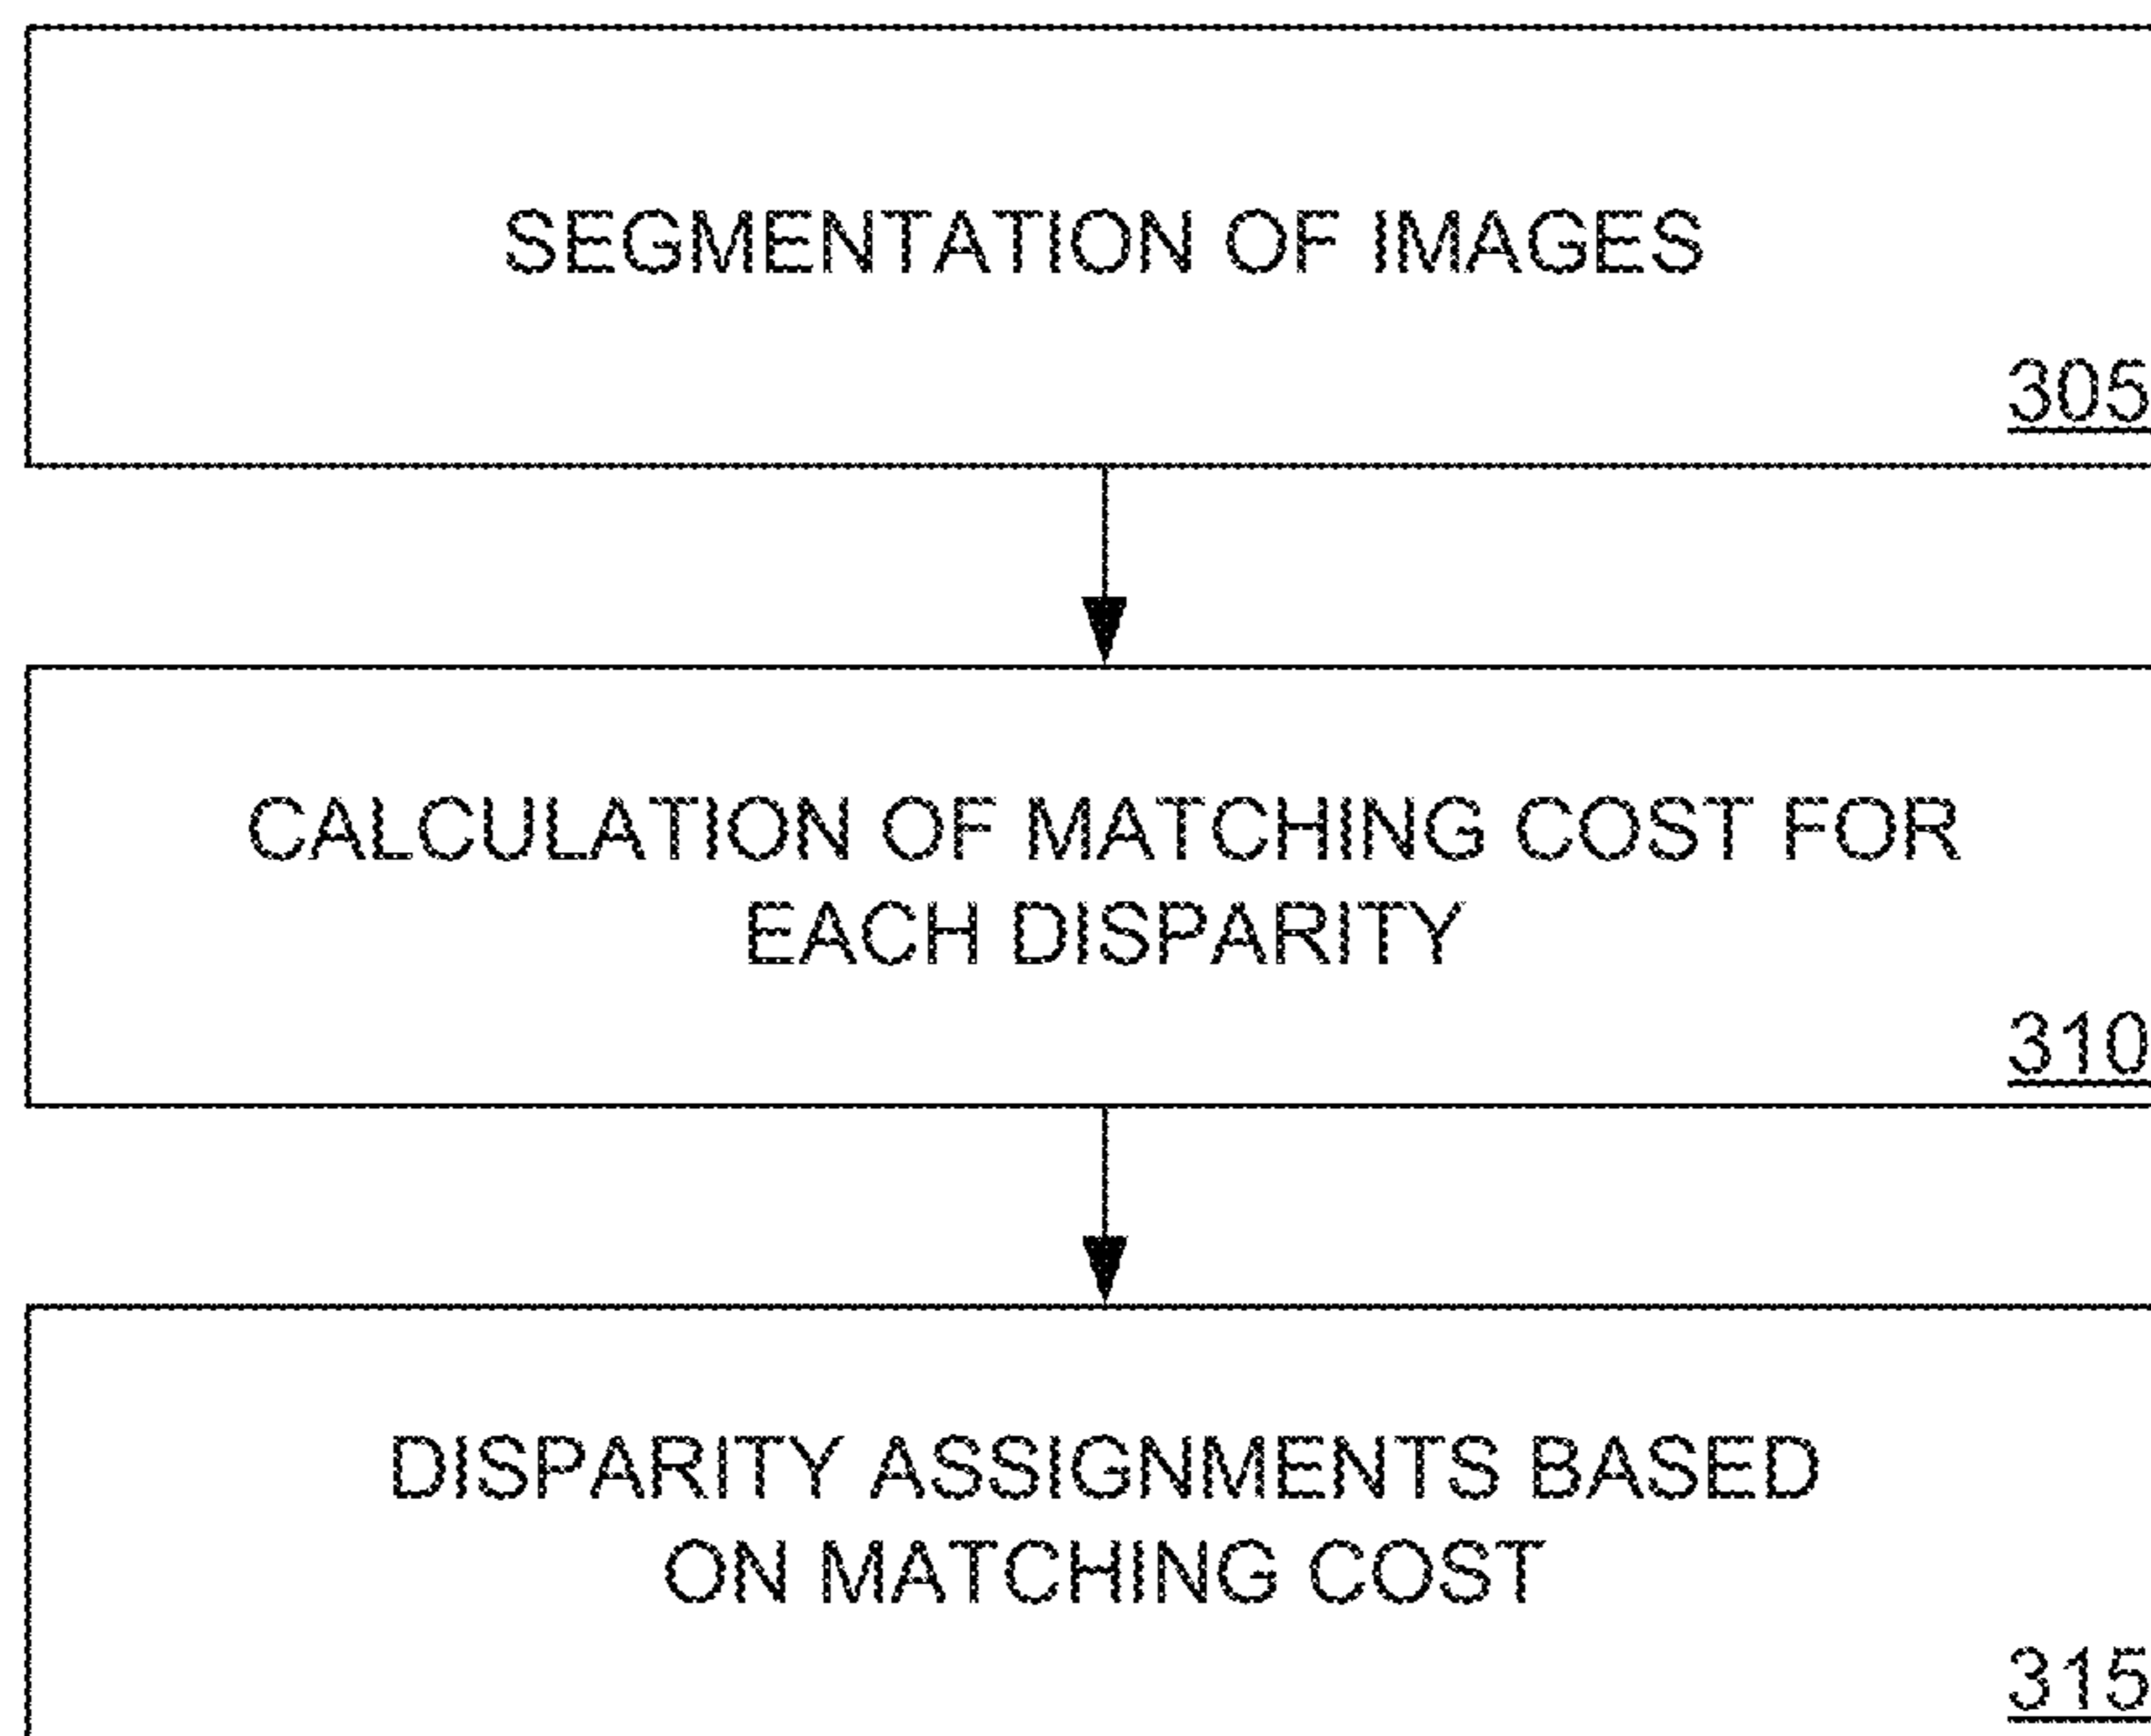 SEGMENTATION OF IMAGES
305
CALCULATION OF MATCHING COST FOR
EACH DISPARITY
310
DISPARITY ASSIGNMENTS BASED
ON MATCHING COST
315